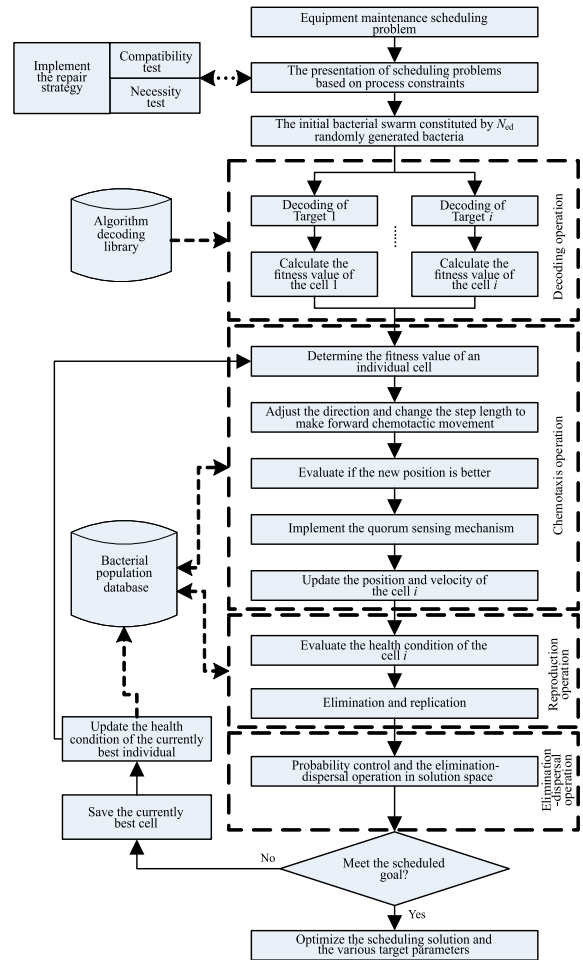 Equipment maintenance scheduling
problem
Implement
the repair
strategy
Compatibility
test
Necessity
test
The presentation of scheduling problems
based on process constraints
The initial bacterial swarm constituted by Ned
randomly generated bacteria
Algorithm
decoding
library
Decoding of
Target 1
Decoding of
Target i
Calculate the
fitness value of
the cell 1
Calculate the
fitness value of
the cell i
Decoding operation
Determine the fitness value of an
individual cell
Adjust the direction and change the step length to
make forward chemotactic movement
Evaluate if the new position is better
Implement the quorum sensing mechanism
Update the position and velocity of
the cell i
Chemotaxis operation
Bacterial
population
database
Evaluate the health condition of the
cell i
Elimination and replication
Reproduction
operation
Update the health
condition of the currently
best individual
Probability control and the elimination-
dispersal operation in solution space
Elimination
-dispersal
operation
Save the currently
best cell
No
Meet the scheduled
goal?
Yes
Optimize the scheduling solution and
the various target parameters